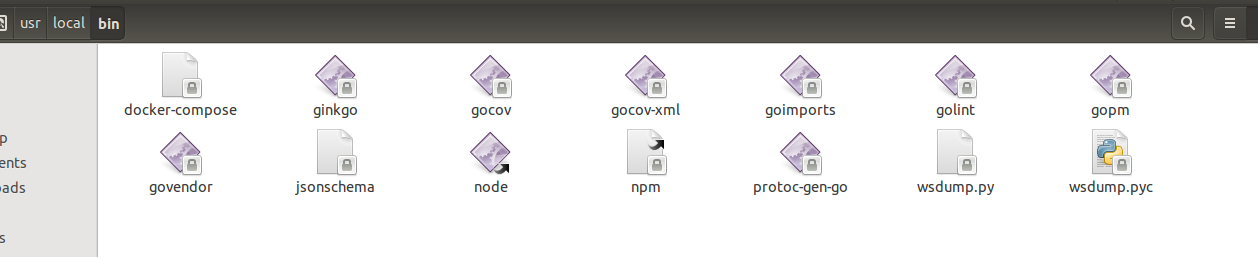 usr local bin
docker-compose ginkgo gocov gocov-xml goimports golint gopm
p
govendor jsonschema node npm protoc-gen-go wsdump.py wsdump.pyc
ents
oads
s